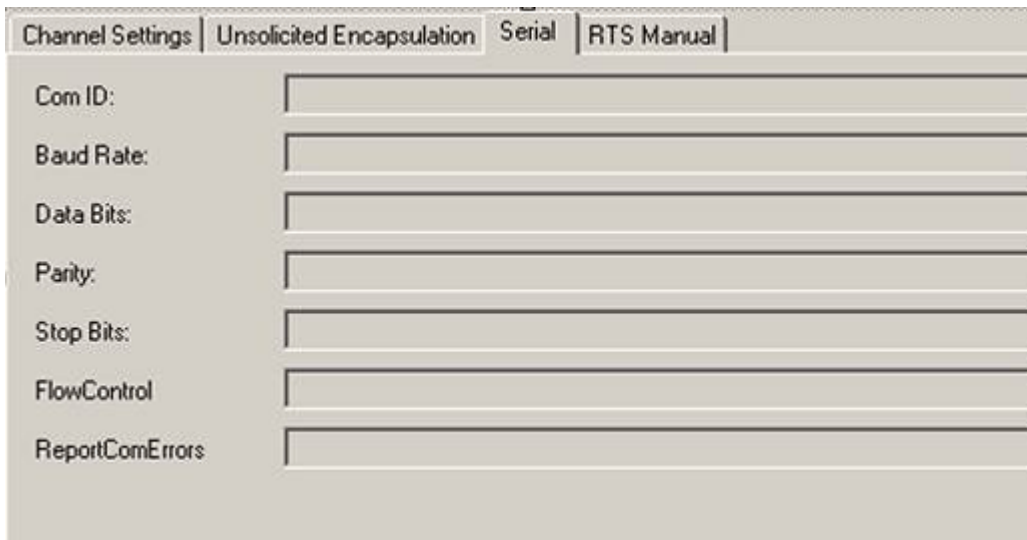 Channel Settings Unsolicited Encapsulation Serial RTS Manual
Com ID:
Baud Rate:
Data Bits:
Parity:
Stop Bits:
FlowControl
ReportComErrors